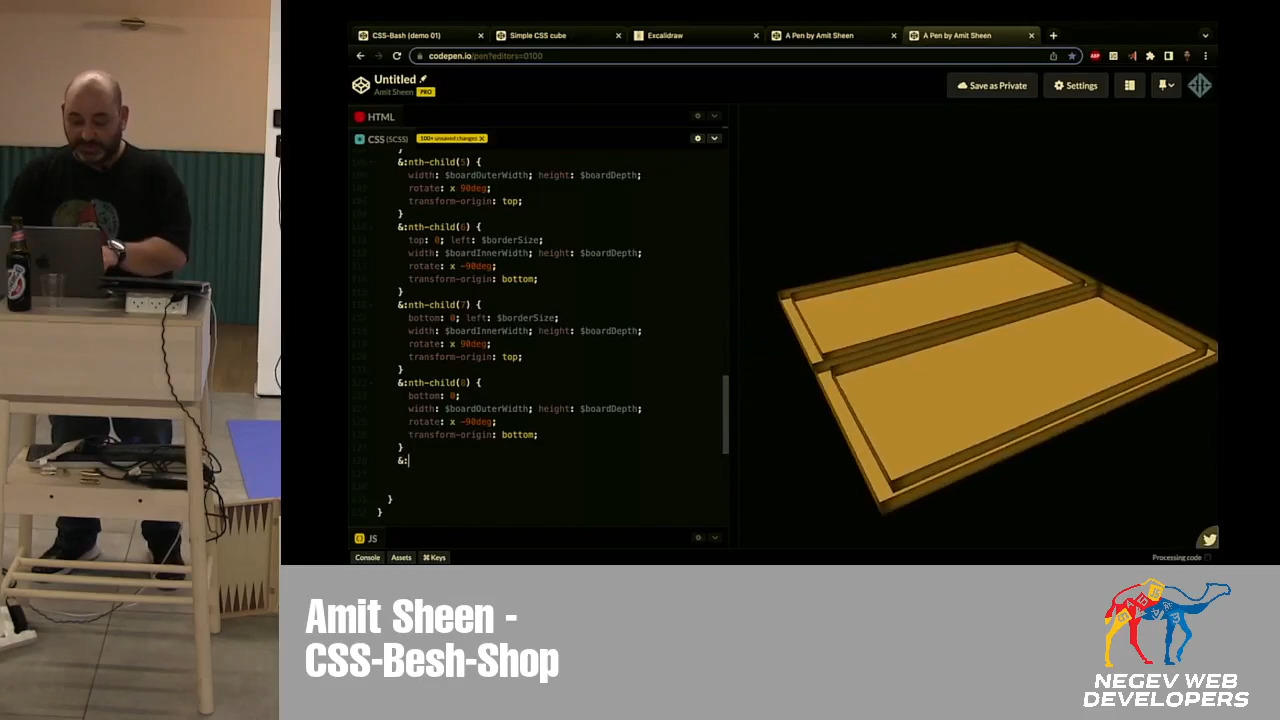 CSS-Bash (demo 01)
Simple CSS cube
Excalidraw
A Pen by Amit Sheen
A Pen by Amit Sheen
codepen.io/pen?editors=0100
Untitled
Amit Sheen PRO
Save as Private
Settings
HTML
CSS (SCSS) 100+ unsaved changes X
}
&:nth-child(5) {
width: $boardOuterWidth; height: $boardDepth;
rotate: x 90deg;
transform-origin: top;
}
&:nth-child(6) {
top: 0; left: $borderSize;
width: $boardInnerWidth; height: $boardDepth;
rotate: x -90deg;
transform-origin: bottom;
}
&:nth-child(7) {
bottom: 0; left: $borderSize;
width: $boardInnerWidth; height: $boardDepth;
rotate: x 90deg;
transform-origin: top;
}
&:nth-child(8) {
bottom: 0;
width: $boardOuterWidth; height: $boardDepth;
rotate: x -90deg;
transform-origin: bottom;
}
&:
}
}
JS
Console Assets ⌘ Keys
Processing code
Amit Sheen -
CSS-Besh-Shop
NEGEV WEB
DEVELOPERS